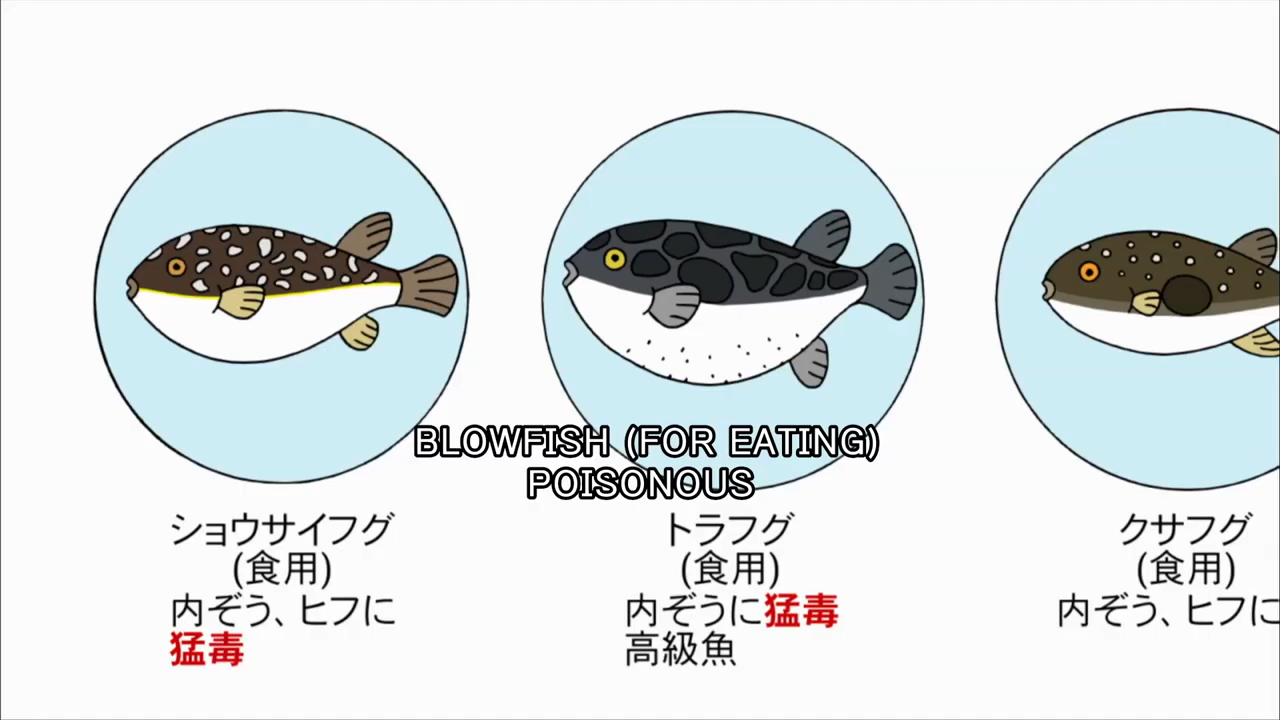 BLOWFISH (FOR EATING)
POISONOUS
ショウサイフグ
(食用)
内ぞう、ヒフに
猛毒
トラフグ
(食用)
内ぞうに猛毒
高級魚
クサフグ
(食用)
内ぞう、ヒフに